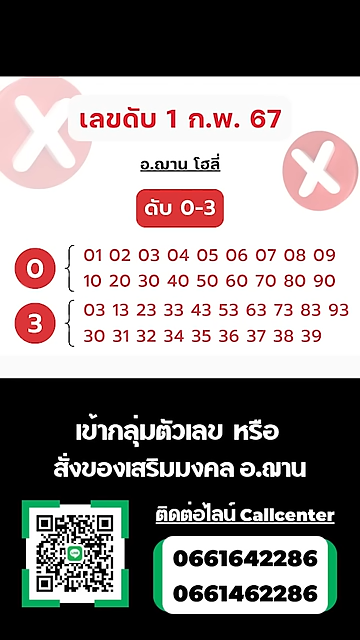 เลขดับ 1 ก.พ. 67
อ.ฌาน โฮลี่
ดับ 0-3
0
01 02 03 04 05 06 07 08 09
10 20 30 40 50 60 70 80 90
3
03 13 23 33 43 53 63 73 83 93
30 31 32 34 35 36 37 38 39
เข้ากลุ่มตัวเลข หรือ
สั่งของเสริมมงคล อ.ฌาน
ติดต่อไลน์ Callcenter
0661642286
0661462286